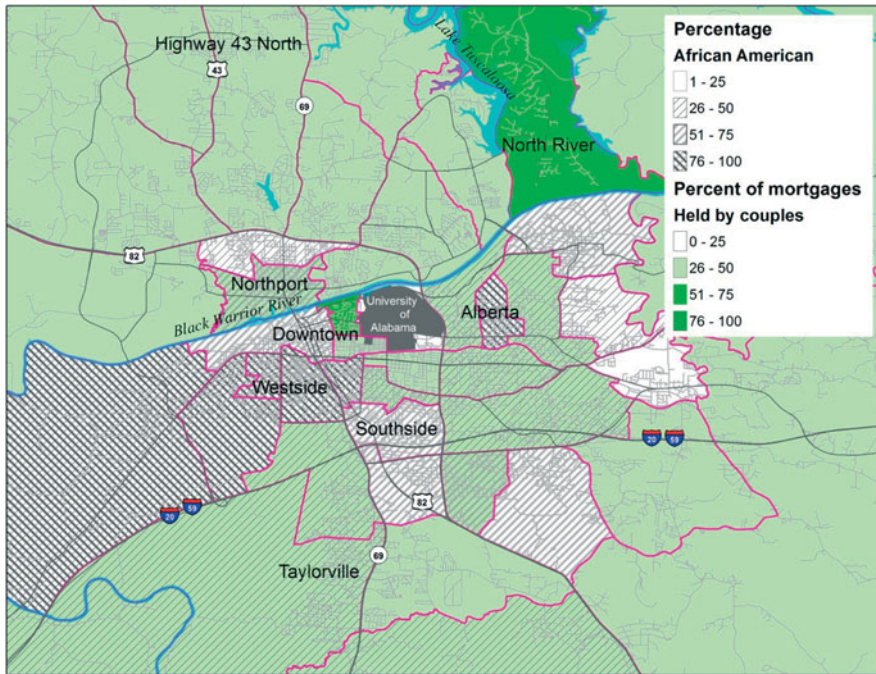 Highway 43 North
43
69
Lake Tuscaloosa
North River
82
Northport
Black Warrior River
University
of
Alabama
Downtown
Alberta
Westside
Southside
20 59
20 59
82
69
Taylorville
Percentage
African American
1 - 25
26 - 50
51 - 75
76 - 100
Percent of mortgages
Held by couples
0 - 25
26 - 50
51 - 75
76 - 100